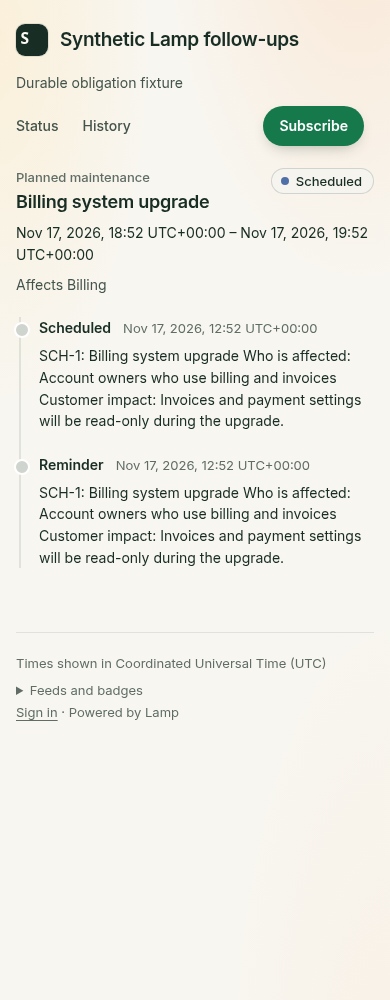 S
Synthetic Lamp follow-ups
Durable obligation fixture
Status
History
Subscribe
Planned maintenance
Scheduled
Billing system upgrade
Nov 17, 2026, 18:52 UTC+00:00 – Nov 17, 2026, 19:52
UTC+00:00
Affects Billing
Scheduled Nov 17, 2026, 12:52 UTC+00:00
SCH-1: Billing system upgrade Who is affected:
Account owners who use billing and invoices
Customer impact: Invoices and payment settings
will be read-only during the upgrade.
Reminder Nov 17, 2026, 12:52 UTC+00:00
SCH-1: Billing system upgrade Who is affected:
Account owners who use billing and invoices
Customer impact: Invoices and payment settings
will be read-only during the upgrade.
Times shown in Coordinated Universal Time (UTC)
Feeds and badges
Sign in · Powered by Lamp